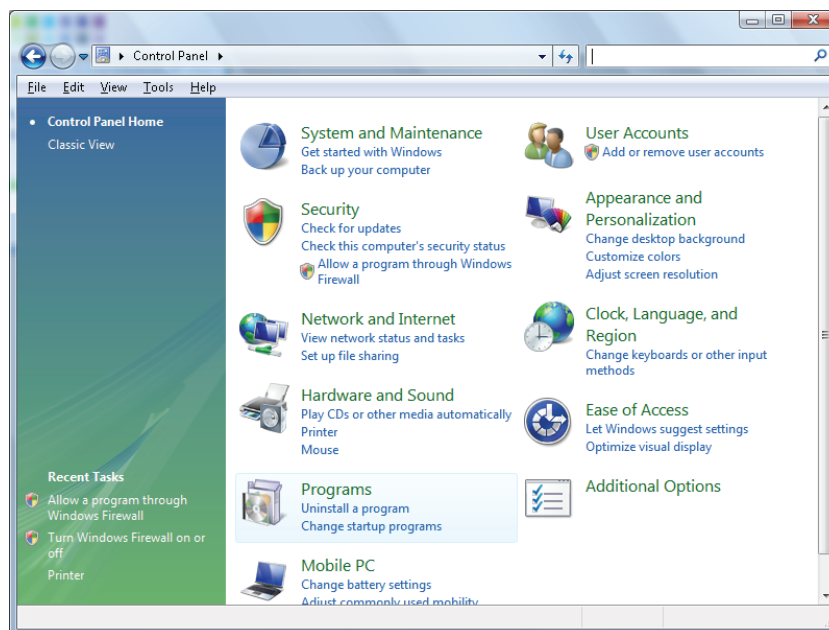 Control Panel
File Edit View Tools Help
Control Panel Home
Classic View
Recent Tasks
Allow a program through
Windows Firewall
Turn Windows Firewall on or
off
Printer
System and Maintenance
Get started with Windows
Back up your computer
Security
Check for updates
Check this computer's security status
Allow a program through Windows
Firewall
Network and Internet
View network status and tasks
Set up file sharing
Hardware and Sound
Play CDs or other media automatically
Printer
Mouse
Programs
Uninstall a program
Change startup programs
Mobile PC
Change battery settings
Adjust commonly used mobility
User Accounts
Add or remove user accounts
Appearance and
Personalization
Change desktop background
Customize colors
Adjust screen resolution
Clock, Language, and
Region
Change keyboards or other input
methods
Ease of Access
Let Windows suggest settings
Optimize visual display
Additional Options